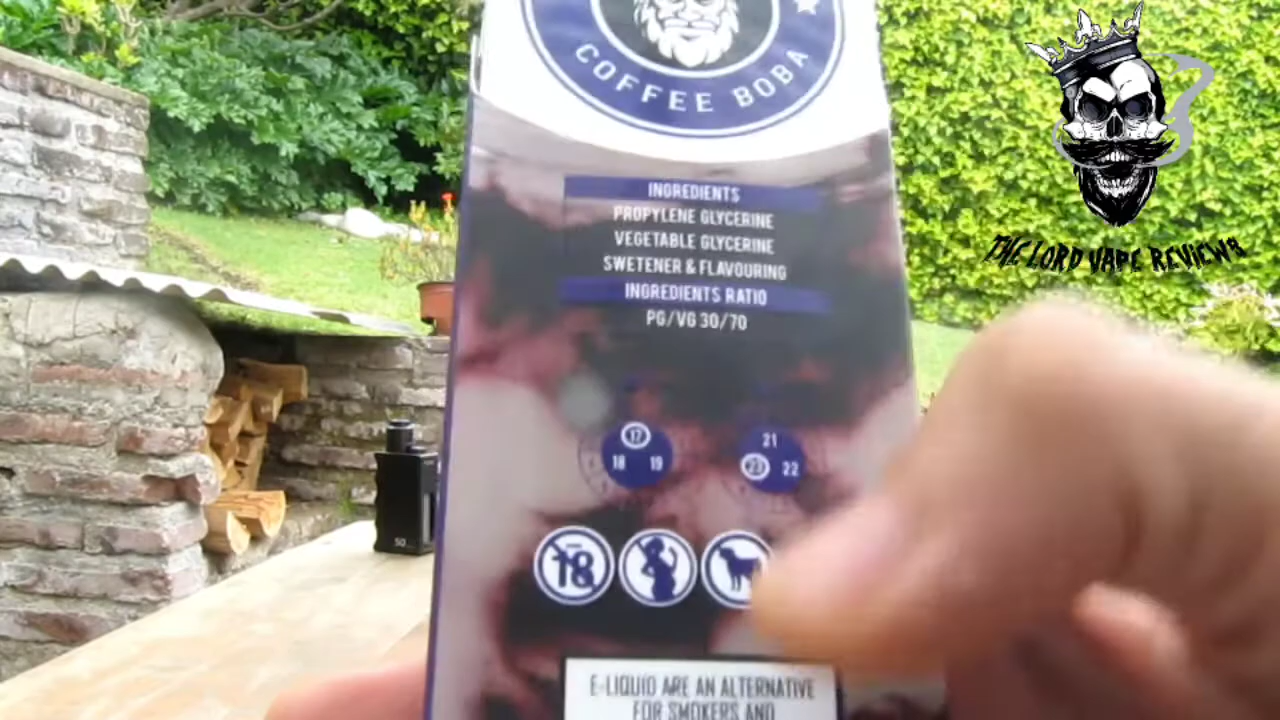 COFFEE BOBA
THE LORD VAPE REVIEWS
INGREDIENTS
PROPYLENE GLYCERINE
VEGETABLE GLYCERINE
SWETENER & FLAVOURING
INGREDIENTS RATIO
PG/VG 30/70
17
18 19
21
23 22
18
E-LIQUID ARE AN ALTERNATIVE
FOR SMOKERS AND